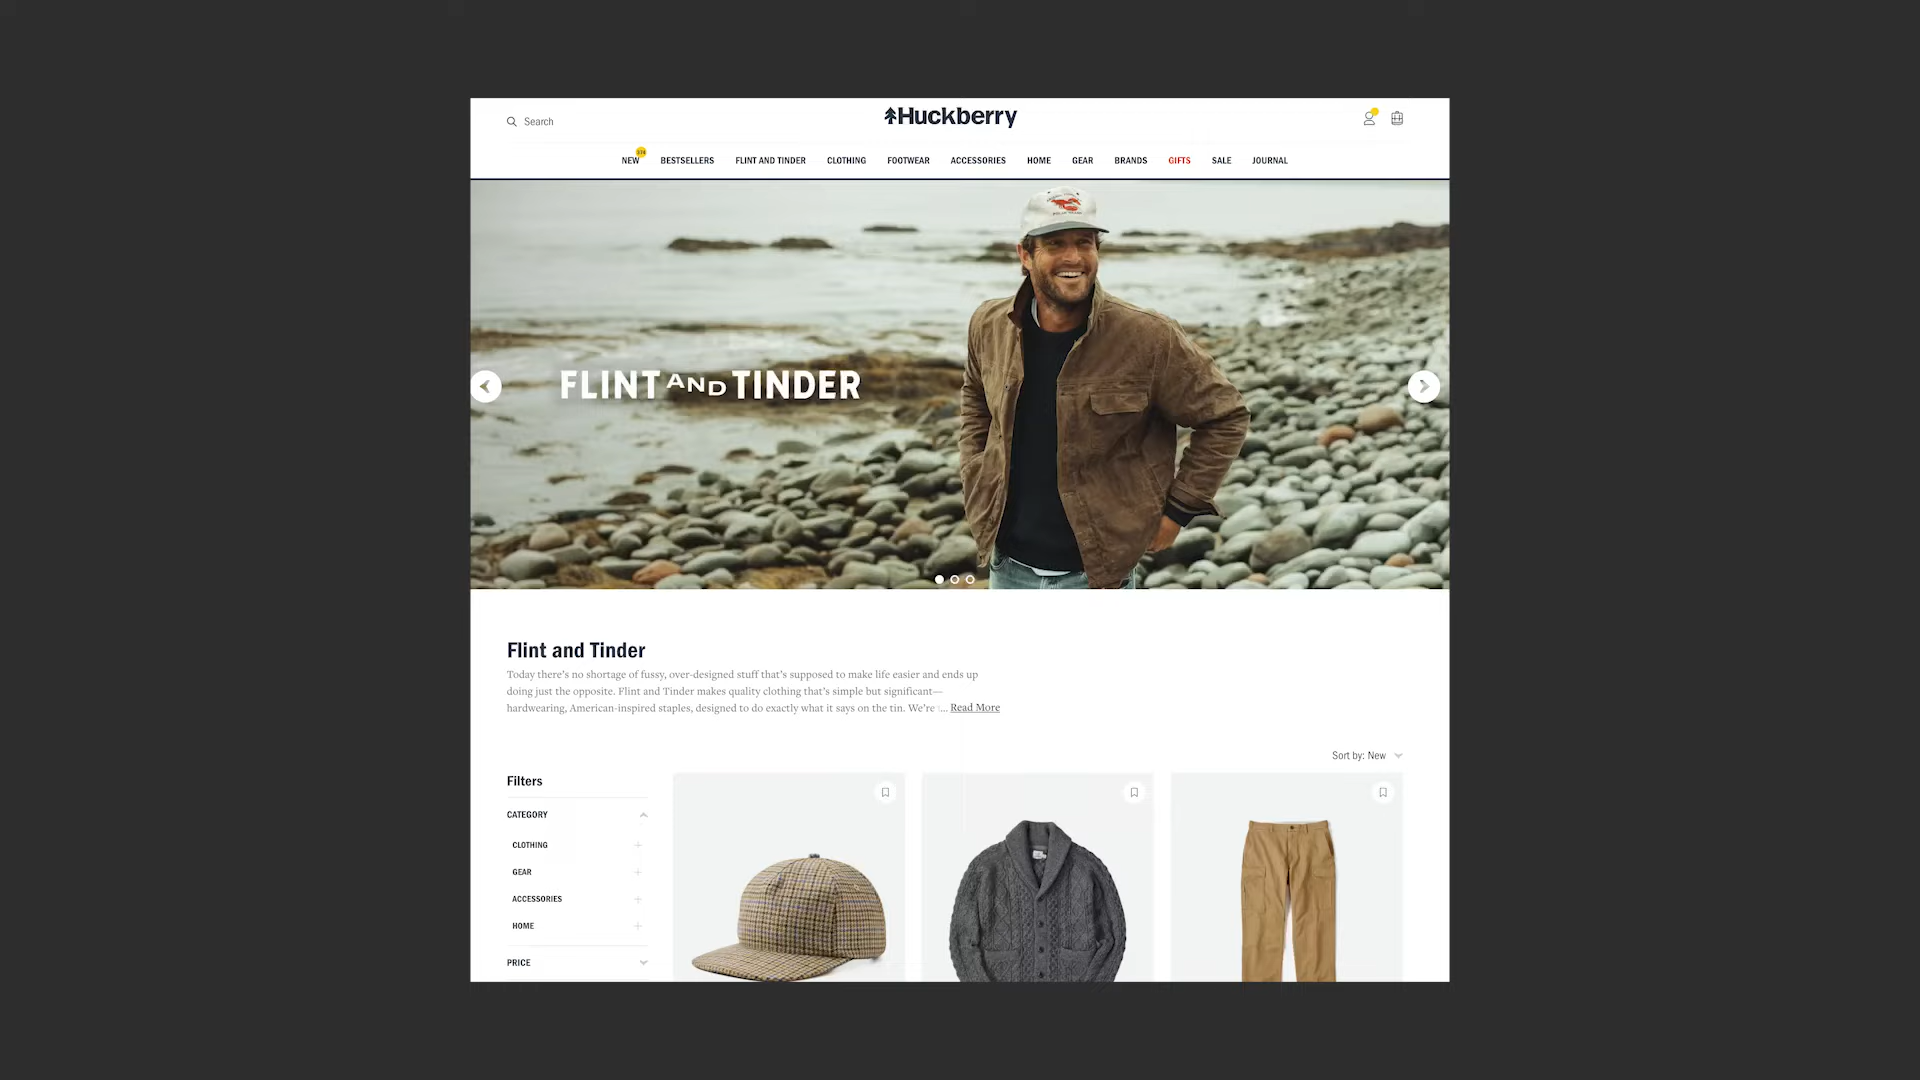 Search
Huckberry
NEW
BESTSELLERS
FLINT AND TINDER
CLOTHING
FOOTWEAR
ACCESSORIES
HOME
GEAR
BRANDS
GIFTS
SALE
JOURNAL
FLINT AND TINDER
Flint and Tinder
Today there's no shortage of fussy, over-designed stuff that's supposed to make life easier and ends up
doing just the opposite. Flint and Tinder makes quality clothing that's simple but significant—
hardwearing, American-inspired staples, designed to do exactly what it says on the tin. We're ... Read More
Sort by: New
Filters
CATEGORY
CLOTHING
GEAR
ACCESSORIES
HOME
PRICE